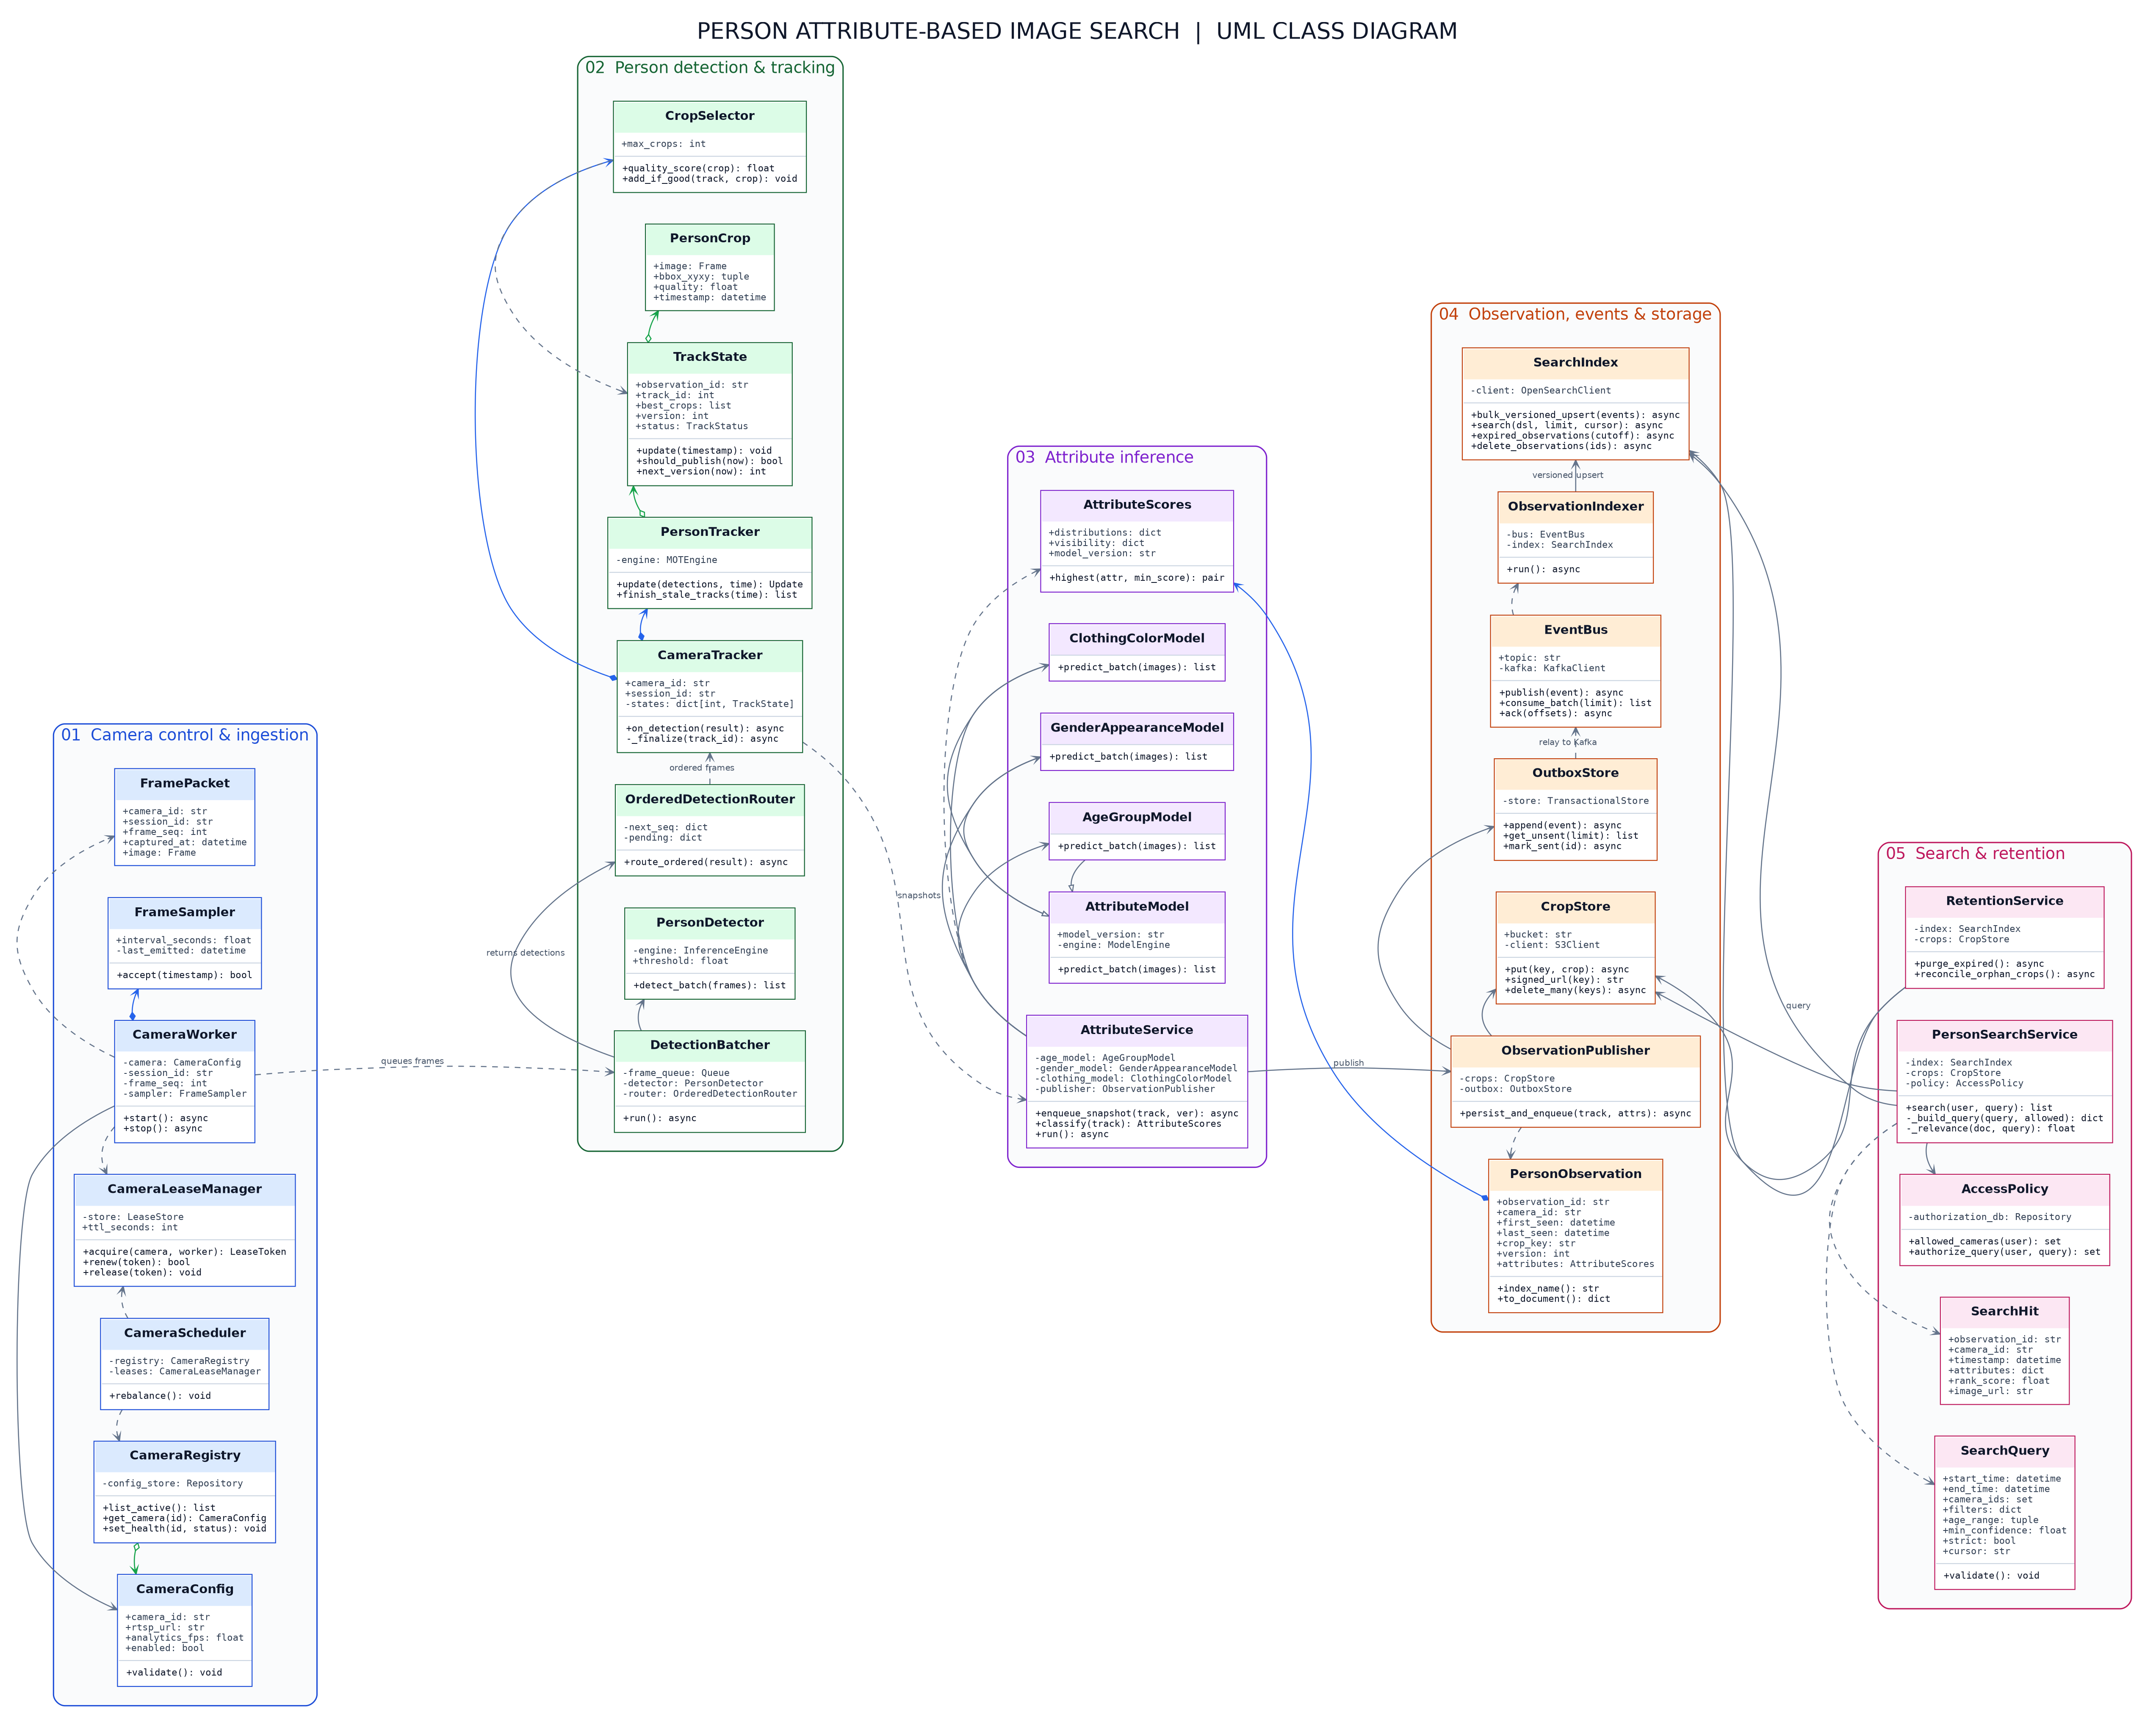 PERSON ATTRIBUTE-BASED IMAGE SEARCH | UML CLASS DIAGRAM
01 Camera control & ingestion
FramePacket
+camera_id: str
+session_id: str
+frame_seq: int
+captured_at: datetime
+image: Frame
FrameSampler
+interval_seconds: float
-last_emitted: datetime
+accept(timestamp): bool
CameraWorker
-camera: CameraConfig
-session_id: str
-frame_seq: int
-sampler: FrameSampler
+start(): async
+stop(): async
CameraLeaseManager
-store: LeaseStore
+ttl_seconds: int
+acquire(camera, worker): LeaseToken
+renew(token): bool
+release(token): void
CameraScheduler
-registry: CameraRegistry
-leases: CameraLeaseManager
+rebalance(): void
CameraRegistry
-config_store: Repository
+list_active(): list
+get_camera(id): CameraConfig
+set_health(id, status): void
CameraConfig
+camera_id: str
+rtsp_url: str
+analytics_fps: float
+enabled: bool
+validate(): void
queues frames
02 Person detection & tracking
CropSelector
+max_crops: int
+quality_score(crop): float
+add_if_good(track, crop): void
PersonCrop
+image: Frame
+bbox_xyxy: tuple
+quality: float
+timestamp: datetime
TrackState
+observation_id: str
+track_id: int
+best_crops: list
+version: int
+status: TrackStatus
+update(timestamp): void
+should_publish(now): bool
+next_version(now): int
PersonTracker
-engine: MOTEngine
+update(detections, time): Update
+finish_stale_tracks(time): list
CameraTracker
+camera_id: str
+session_id: str
-states: dict[int, TrackState]
+on_detection(result): async
-_finalize(track_id): async
ordered frames
OrderedDetectionRouter
-next_seq: dict
-pending: dict
+route_ordered(result): async
returns detections
PersonDetector
-engine: InferenceEngine
+threshold: float
+detect_batch(frames): list
DetectionBatcher
-frame_queue: Queue
-detector: PersonDetector
-router: OrderedDetectionRouter
+run(): async
snapshots
03 Attribute inference
AttributeScores
+distributions: dict
+visibility: dict
+model_version: str
+highest(attr, min_score): pair
ClothingColorModel
+predict_batch(images): list
GenderAppearanceModel
+predict_batch(images): list
AgeGroupModel
+predict_batch(images): list
AttributeModel
+model_version: str
-engine: ModelEngine
+predict_batch(images): list
AttributeService
-age_model: AgeGroupModel
-gender_model: GenderAppearanceModel
-clothing_model: ClothingColorModel
-publisher: ObservationPublisher
+enqueue_snapshot(track, ver): async
+classify(track): AttributeScores
+run(): async
publish
04 Observation, events & storage
SearchIndex
-client: OpenSearchClient
+bulk_versioned_upsert(events): async
+search(dsl, limit, cursor): async
+expired_observations(cutoff): async
+delete_observations(ids): async
versioned upsert
ObservationIndexer
-bus: EventBus
-index: SearchIndex
+run(): async
EventBus
+topic: str
-kafka: KafkaClient
+publish(event): async
+consume_batch(limit): list
+ack(offsets): async
relay to Kafka
OutboxStore
-store: TransactionalStore
+append(event): async
+get_unsent(limit): list
+mark_sent(id): async
CropStore
+bucket: str
-client: S3Client
+put(key, crop): async
+signed_url(key): str
+delete_many(keys): async
ObservationPublisher
-crops: CropStore
-outbox: OutboxStore
+persist_and_enqueue(track, attrs): async
PersonObservation
+observation_id: str
+camera_id: str
+first_seen: datetime
+last_seen: datetime
+crop_key: str
+version: int
+attributes: AttributeScores
+index_name(): str
+to_document(): dict
query
05 Search & retention
RetentionService
-index: SearchIndex
-crops: CropStore
+purge_expired(): async
+reconcile_orphan_crops(): async
PersonSearchService
-index: SearchIndex
-crops: CropStore
-policy: AccessPolicy
+search(user, query): list
-_build_query(query, allowed): dict
-_relevance(doc, query): float
AccessPolicy
-authorization_db: Repository
+allowed_cameras(user): set
+authorize_query(user, query): set
SearchHit
+observation_id: str
+camera_id: str
+timestamp: datetime
+attributes: dict
+rank_score: float
+image_url: str
SearchQuery
+start_time: datetime
+end_time: datetime
+camera_ids: set
+filters: dict
+age_range: tuple
+min_confidence: float
+strict: bool
+cursor: str
+validate(): void